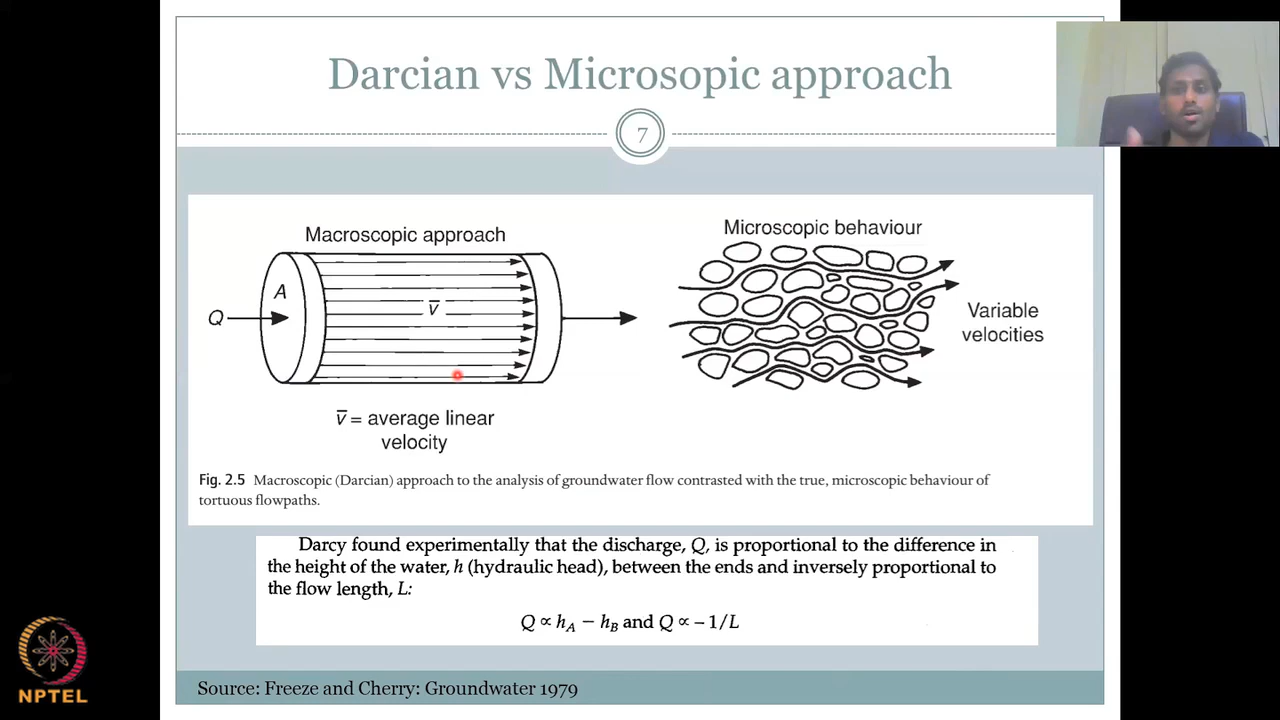 Darcian vs Microsopic approach
7
Macroscopic approach
A
Q
v̅
v̅ = average linear
velocity
Microscopic behaviour
Variable
velocities
Fig. 2.5 Macroscopic (Darcian) approach to the analysis of groundwater flow contrasted with the true, microscopic behaviour of
tortuous flowpaths.
Darcy found experimentally that the discharge, Q, is proportional to the difference in
the height of the water, h (hydraulic head), between the ends and inversely proportional to
the flow length, L:
Q ∝ hA − hB and Q ∝ − 1/L
Source: Freeze and Cherry: Groundwater 1979
NPTEL